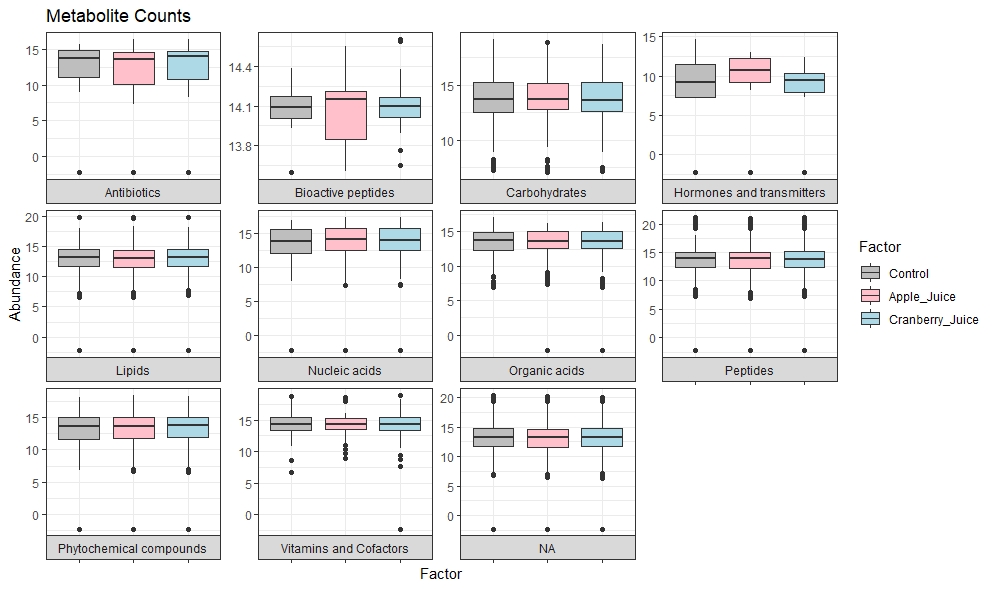 Metabolite Counts
Abundance
15
10
5
0
Antibiotics
14.4
14.1
13.8
Bioactive peptides
15
10
Carbohydrates
15
10
5
0
Hormones and transmitters
20
15
10
5
0
Lipids
15
10
5
0
Nucleic acids
15
10
5
0
Organic acids
20
15
10
5
0
Peptides
15
10
5
0
Phytochemical compounds
15
10
5
0
Vitamins and Cofactors
20
15
10
5
0
NA
Factor
Factor
Control
Apple_Juice
Cranberry_Juice